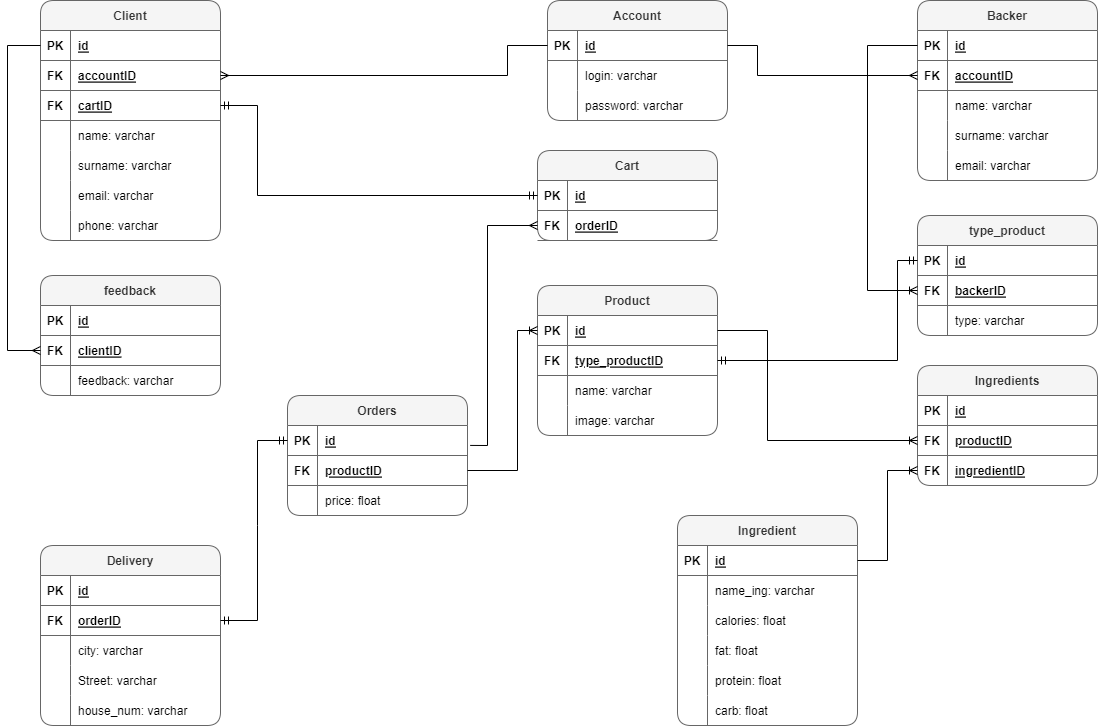 Client
PK id
FK accountID
FK cartID
name: varchar
surname: varchar
email: varchar
phone: varchar
Account
PK id
login: varchar
password: varchar
Backer
PK id
FK accountID
name: varchar
surname: varchar
email: varchar
Cart
PK id
FK orderID
type_product
PK id
FK backerID
type: varchar
feedback
PK id
FK clientID
feedback: varchar
Product
PK id
FK type_productID
name: varchar
image: varchar
Ingredients
PK id
FK productID
FK ingredientID
Orders
PK id
FK productID
price: float
Delivery
PK id
FK orderID
city: varchar
Street: varchar
house_num: varchar
Ingredient
PK id
name_ing: varchar
calories: float
fat: float
protein: float
carb: float